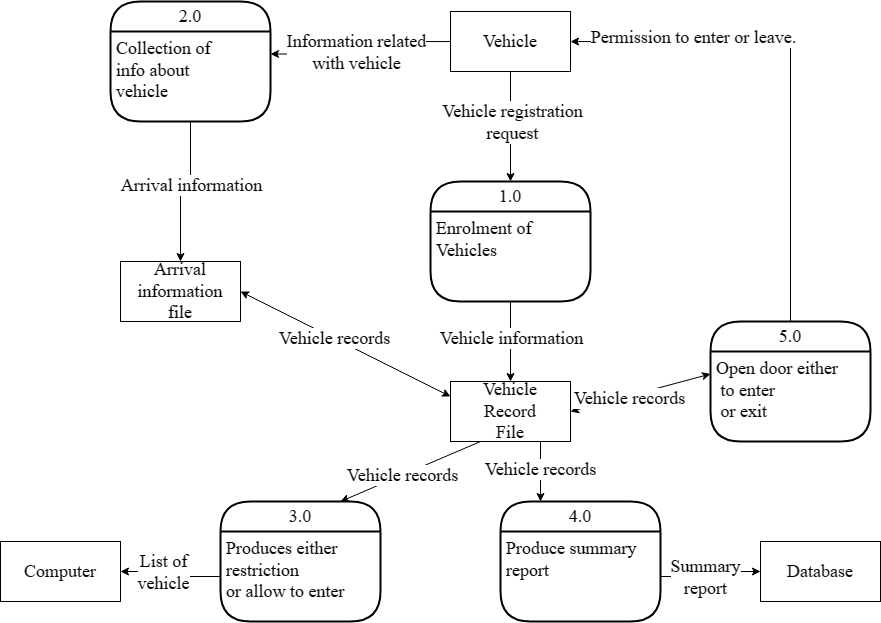 2.0
Collection of
info about
vehicle
Information related
with vehicle
Vehicle
Permission to enter or leave.
Vehicle registration
request
Arrival information
1.0
Enrolment of
Vehicles
Arrival
information
file
Vehicle records
Vehicle information
5.0
Open door either
to enter
or exit
Vehicle
Record
File
Vehicle records
Vehicle records
Vehicle records
3.0
Produces either
restriction
or allow to enter
4.0
Produce summary
report
Computer
List of
vehicle
Summary
report
Database